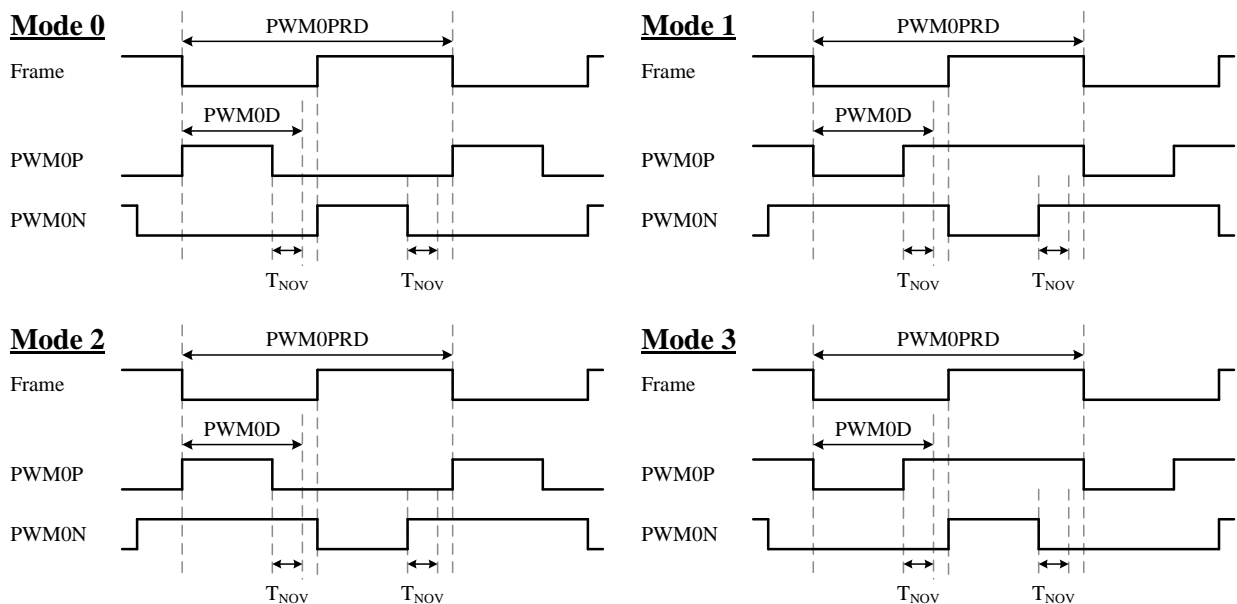 Mode 0
PWM0PRD
Frame
PWM0D
PWM0P
PWM0N
TNOV
TNOV
Mode 1
PWM0PRD
Frame
PWM0D
PWM0P
PWM0N
TNOV
TNOV
Mode 2
PWM0PRD
Frame
PWM0D
PWM0P
PWM0N
TNOV
TNOV
Mode 3
PWM0PRD
Frame
PWM0D
PWM0P
PWM0N
TNOV
TNOV